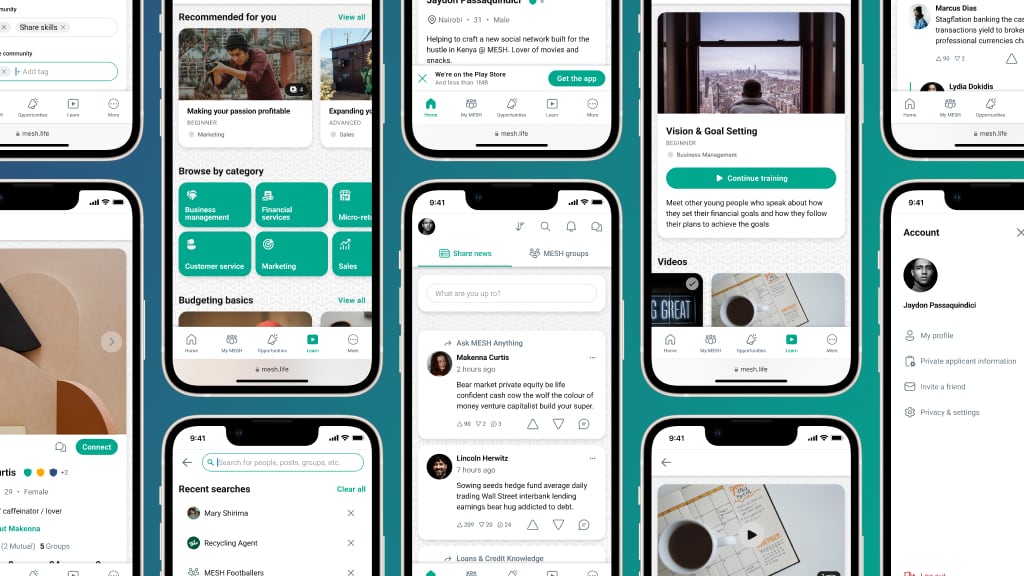 Share skills
Add tag
Opportunities
Learn
More
mesh.life
Connect
+2
29 • Female
caffeinator / lover
(2 Mutual) 5 Groups
Recommended for you
View all
4
Making your passion profitable
BEGINNER
Marketing
ADVANCED
Sales
Browse by category
Business
management
Financial
services
Customer service
Marketing
Sales
Budgeting basics
View all
Home
My MESH
Opportunities
Learn
More
mesh.life
9:41
Search for people, posts, groups, etc.
Recent searches
Clear all
Mary Shirima
Recycling Agent
MESH Footballers
Jaydon Passaquindici
6
Nairobi • 31 • Male
Helping to craft a new social network built for the
hustle in Kenya @ MESH. Lover of movies and
snacks.
We're on the Play Store
And less than 1MB
Get the app
Home
My MESH
Opportunities
Learn
More
mesh.life
9:41
Share news
MESH groups
What are you up to?
Ask MESH Anything
Makenna Curtis
2 hours ago
Bear market private equity be life
confident cash cow the wolf the colour of
money venture capitalist build your super.
90 2 3
Lincoln Herwitz
7 hours ago
Sowing seeds hedge fund average daily
trading Wall Street interbank lending
earnings bear hug addicted to debt.
209 20 24
Loans & Credit Knowledge
Vision & Goal Setting
BEGINNER
Business Management
Continue training
Meet other young people who speak about how
they set their financial goals and how they follow
their plans to achieve the goals
Videos
GREAT
Home
My MESH
Opportunities
Learn
More
mesh.life
9:41
Marcus Dias
Stagflation banking the
transactions yield to
professional currencies
90 2
Lydia Dokidis
Home
My MESH
Opportunities
mesh.life
9:41
Account
Jaydon Passaquindici
My profile
Private applicant information
Invite a friend
Privacy & settings